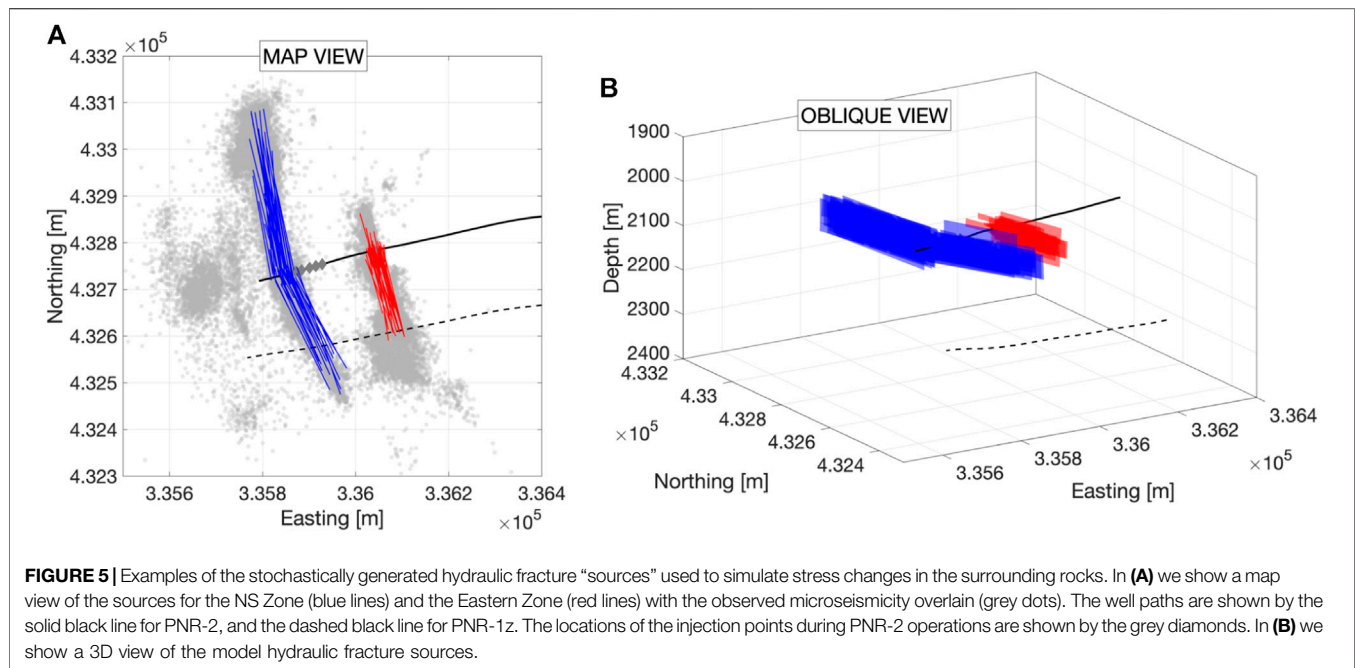 A
×10⁵
MAP VIEW
4.332
4.331
4.33
4.329
4.328
4.327
4.326
4.325
4.324
4.323
Northing [m]
3.356
3.358
3.36
3.362
3.364
×10⁵
Easting [m]
B
OBLIQUE VIEW
1900
2000
2100
2200
2300
2400
Depth [m]
4.332
4.33
4.328
4.326
4.324
×10⁵
Northing [m]
3.356
3.358
3.36
3.362
3.364
×10⁵
Easting [m]
FIGURE 5 | Examples of the stochastically generated hydraulic fracture “sources” used to simulate stress changes in the surrounding rocks. In (A) we show a map
view of the sources for the NS Zone (blue lines) and the Eastern Zone (red lines) with the observed microseismicity overlain (grey dots). The well paths are shown by the
solid black line for PNR-2, and the dashed black line for PNR-1z. The locations of the injection points during PNR-2 operations are shown by the grey diamonds. In (B) we
show a 3D view of the model hydraulic fracture sources.